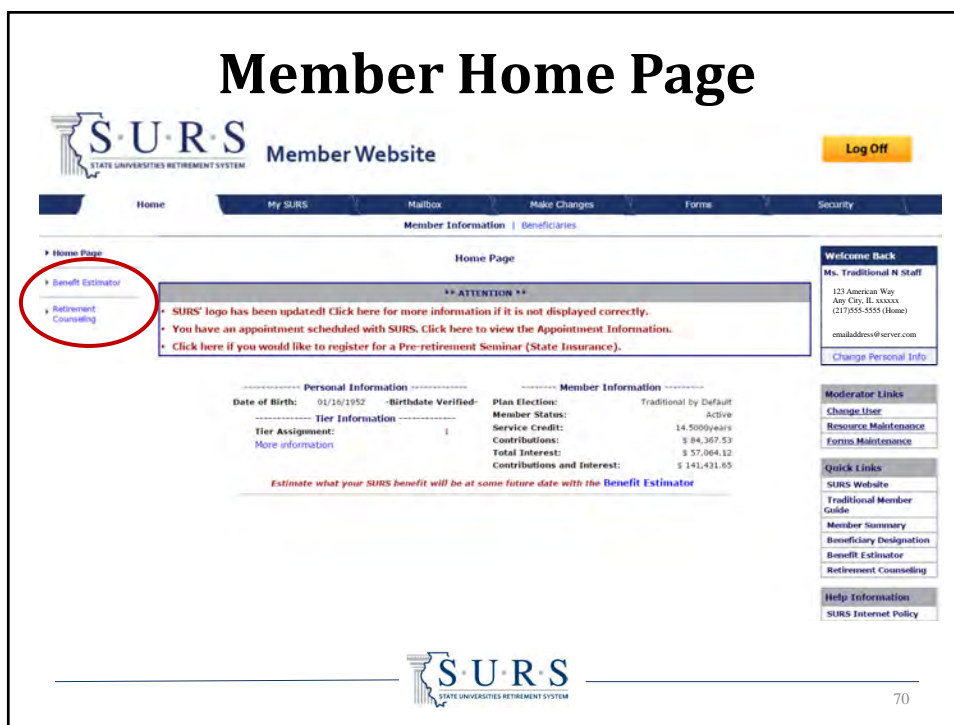 Member Home Page
S·U·R·S
STATE UNIVERSITIES RETIREMENT SYSTEM
Member Website
Log Off
Home
My SURS
Mailbox
Make Changes
Forms
Security
Member Information | Beneficiaries
Home Page
Benefit Estimator
Retirement
Counseling
Home Page
** ATTENTION **
• SURS' logo has been updated! Click here for more information if it is not displayed correctly.
• You have an appointment scheduled with SURS. Click here to view the Appointment Information.
• Click here if you would like to register for a Pre-retirement Seminar (State Insurance).
------------- Personal Information -------------
Date of Birth: 01/16/1952 -Birthdate Verified-
------------- Tier Information -------------
Tier Assignment: 1
More information
-------- Member Information ---------
Plan Election: Traditional by Default
Member Status: Active
Service Credit: 14.5000years
Contributions: $ 84,367.53
Total Interest: $ 57,064.12
Contributions and Interest: $ 141,431.65
Estimate what your SURS benefit will be at some future date with the Benefit Estimator
Welcome Back
Ms. Traditional N Staff
123 American Way
Any City, IL xxxxxx
(217)555-5555 (Home)
emailaddress@server.com
Change Personal Info
Moderator Links
Change User
Resource Maintenance
Forms Maintenance
Quick Links
SURS Website
Traditional Member
Guide
Member Summary
Beneficiary Designation
Benefit Estimator
Retirement Counseling
Help Information
SURS Internet Policy
S·U·R·S
STATE UNIVERSITIES RETIREMENT SYSTEM
70